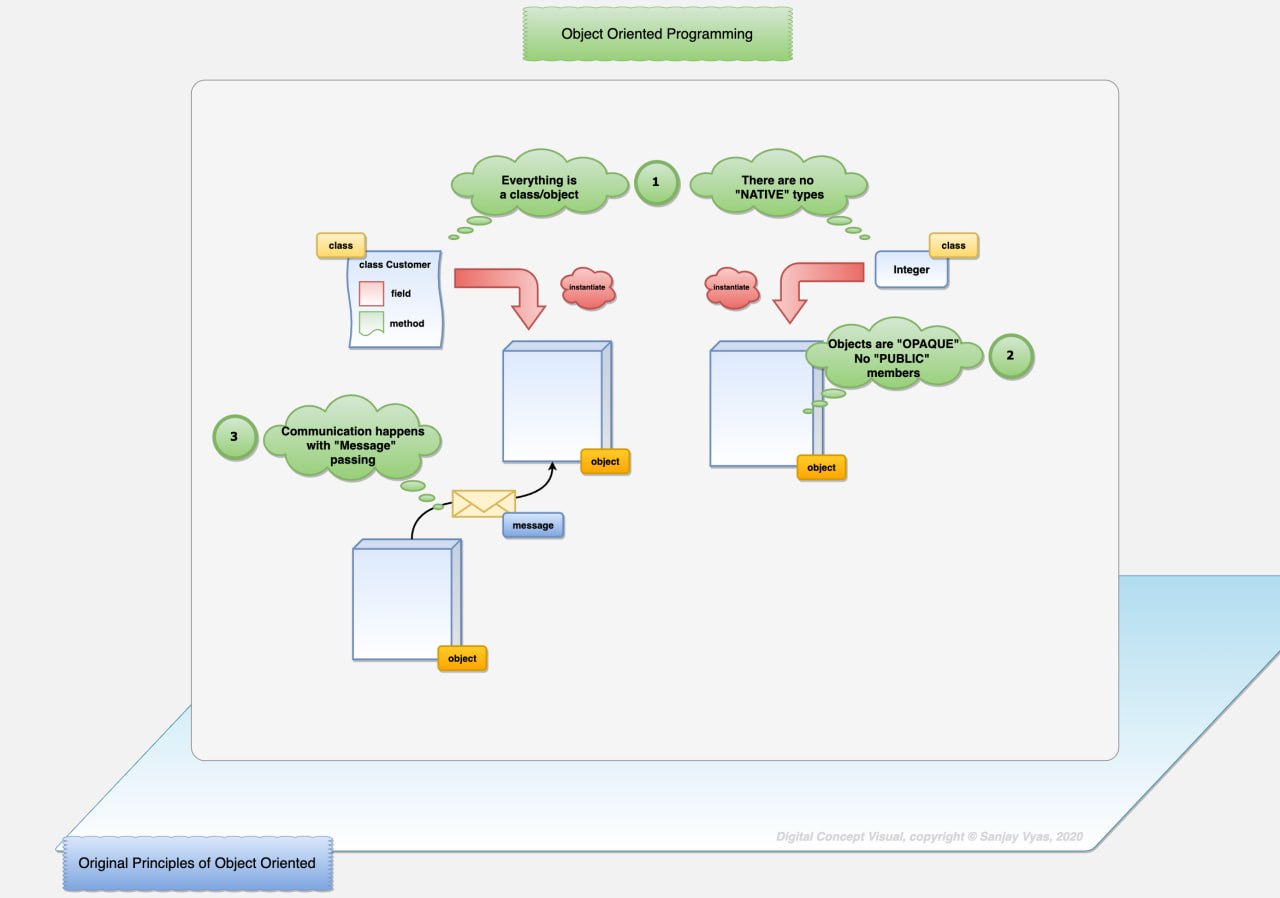 Object Oriented Programming
Everything is
a class/object
1
There are no
"NATIVE" types
class
class Customer
field
method
instantiate
instantiate
class
Integer
Objects are "OPAQUE"
No "PUBLIC"
members
2
3
Communication happens
with "Message"
passing
object
object
message
object
Digital Concept Visual, copyright © Sanjay Vyas, 2020
Original Principles of Object Oriented